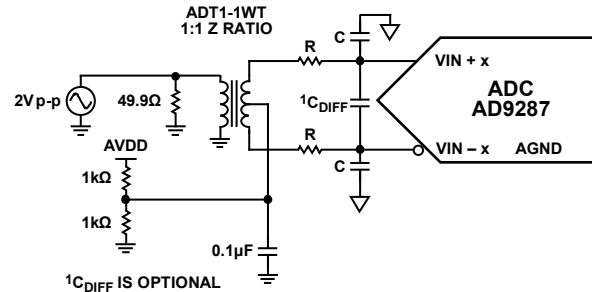 ADT1-1WT
1:1 Z RATIO
C
R
VIN + x
2V p-p
49.9Ω
¹CDIFF
ADC
AD9287
AVDD
R
VIN – x AGND
1kΩ
C
1kΩ
0.1µF
¹CDIFF IS OPTIONAL